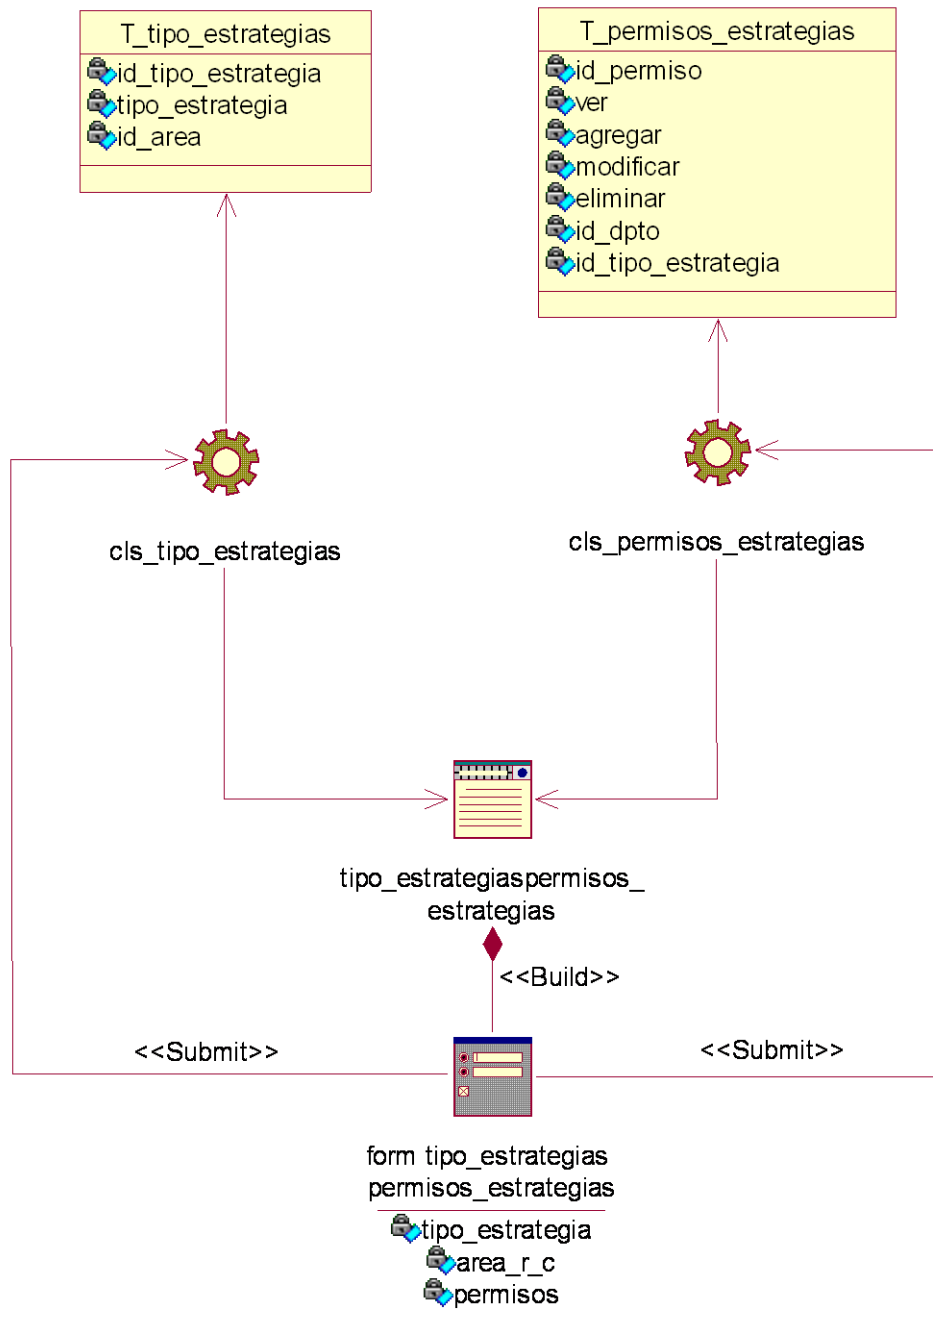 T_tipo_estrategias
id_tipo_estrategia
tipo_estrategia
id_area
T_permisos_estrategias
id_permiso
ver
agregar
modificar
eliminar
id_dpto
id_tipo_estrategia
cls_tipo_estrategias
cls_permisos_estrategias
tipo_estrategiaspermisos_
estrategias
<<Build>>
<<Submit>>
<<Submit>>
form tipo_estrategias
permisos_estrategias
tipo_estrategia
area_r_c
permisos